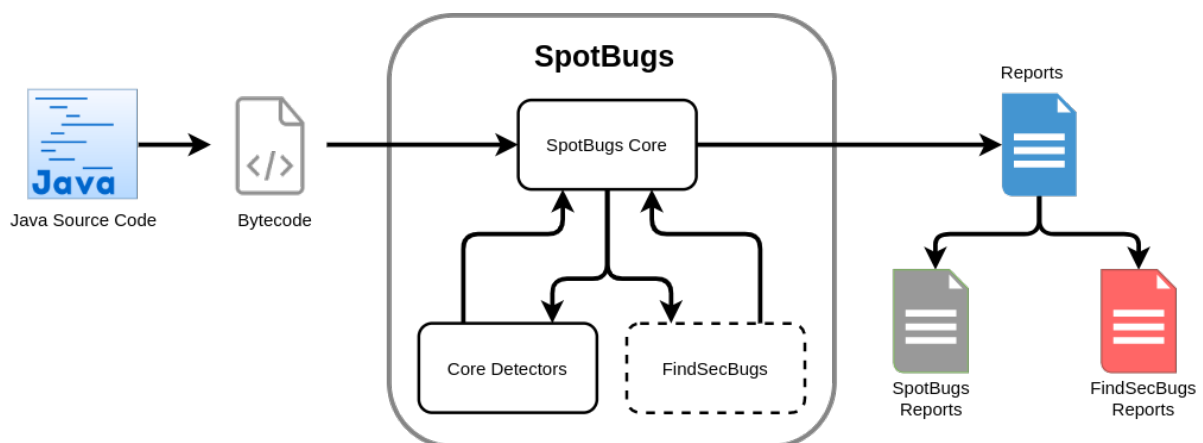 SpotBugs
Reports
SpotBugs Core
Java
</>
Java Source Code
Bytecode
Core Detectors
FindSecBugs
SpotBugs
Reports
FindSecBugs
Reports